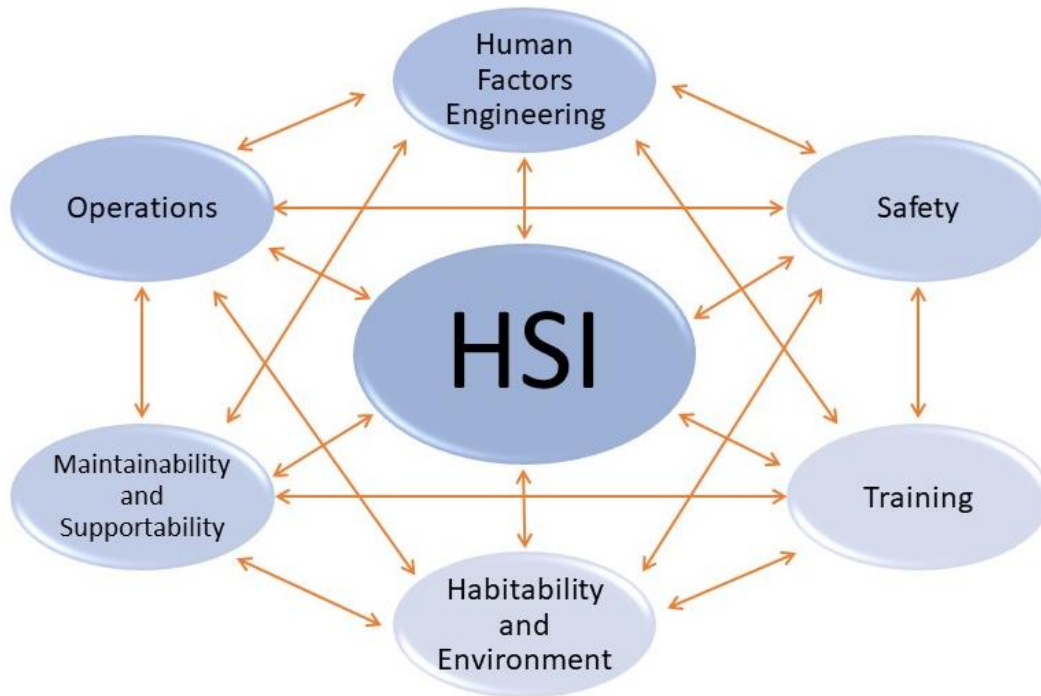 Human
Factors
Engineering
Operations
Safety
HSI
Maintainability
and
Supportability
Training
Habitability
and
Environment